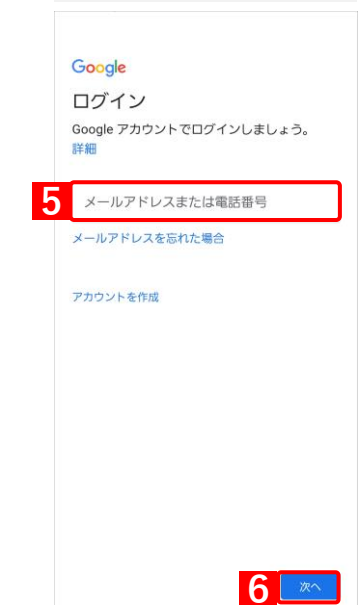 Google
ログイン
Google アカウントでログインしましょう。
詳細
5
メールアドレスまたは電話番号
メールアドレスを忘れた場合
アカウントを作成
6
次へ